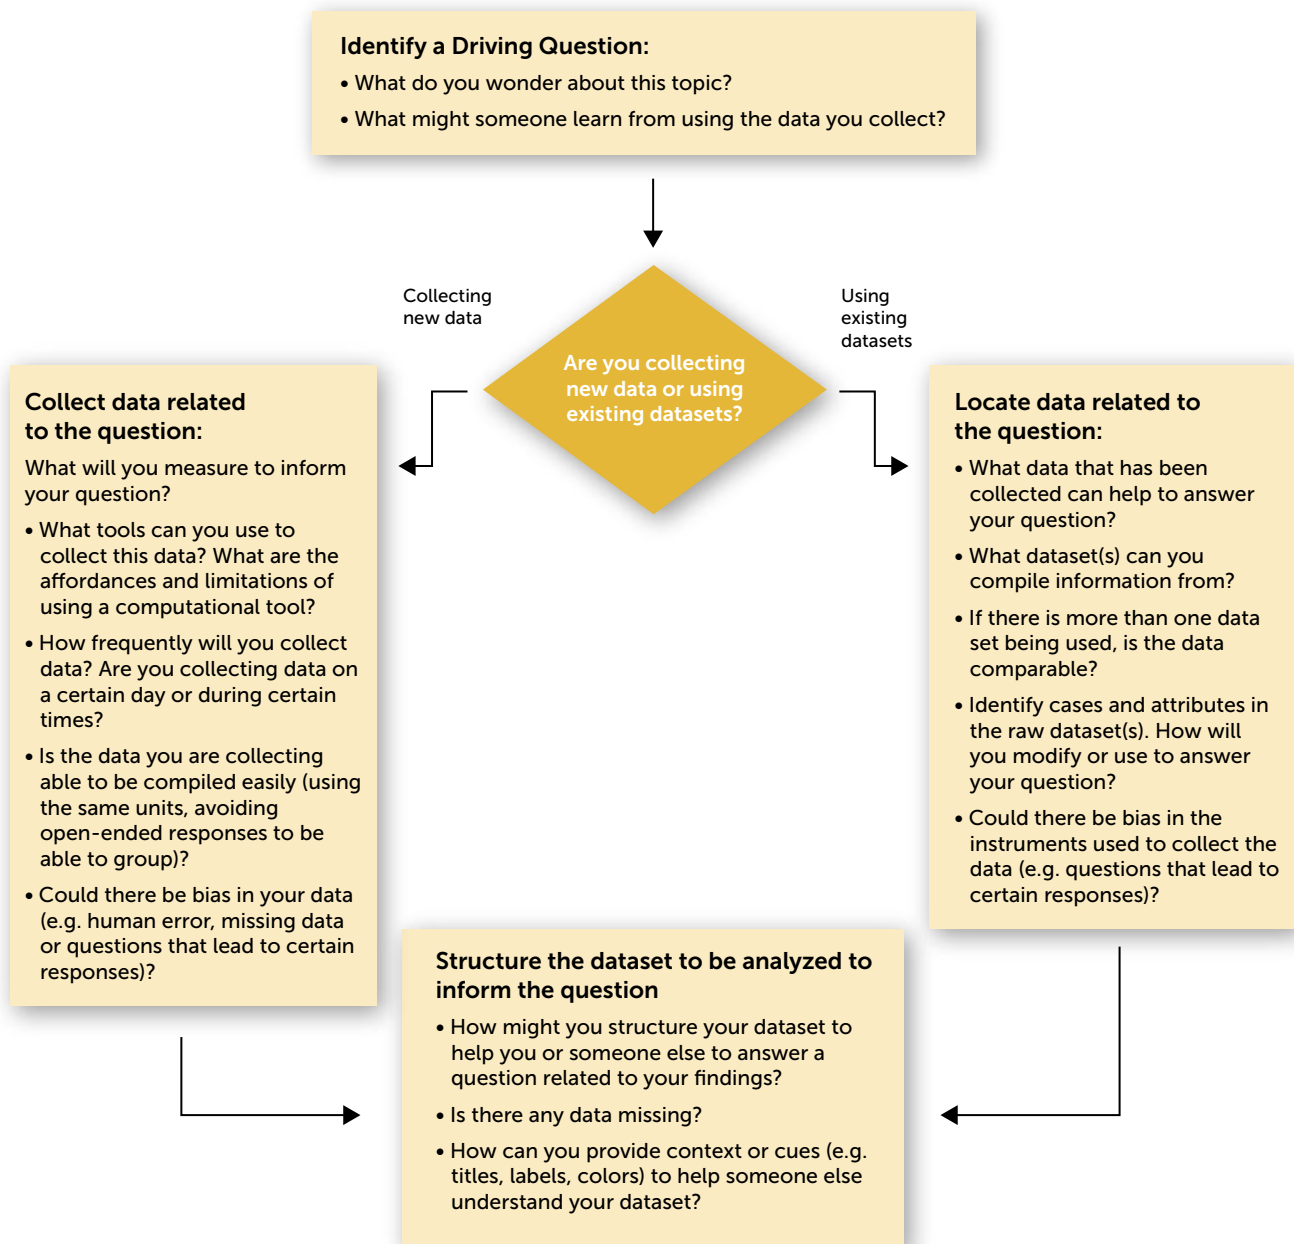 Identify a Driving Question:
• What do you wonder about this topic?
• What might someone learn from using the data you collect?
Collecting
new data
Using
existing
datasets
Are you collecting
new data or using
existing datasets?
Collect data related
to the question:
What will you measure to inform
your question?
• What tools can you use to
collect this data? What are the
affordances and limitations of
using a computational tool?
• How frequently will you collect
data? Are you collecting data on
a certain day or during certain
times?
• Is the data you are collecting
able to be compiled easily (using
the same units, avoiding
open-ended responses to be
able to group)?
• Could there be bias in your data
(e.g. human error, missing data
or questions that lead to certain
responses)?
Locate data related to
the question:
• What data that has been
collected can help to answer
your question?
• What dataset(s) can you
compile information from?
• If there is more than one data
set being used, is the data
comparable?
• Identify cases and attributes in
the raw dataset(s). How will
you modify or use to answer
your question?
• Could there be bias in the
instruments used to collect the
data (e.g. questions that lead to
certain responses)?
Structure the dataset to be analyzed to
inform the question
• How might you structure your dataset to
help you or someone else to answer a
question related to your findings?
• Is there any data missing?
• How can you provide context or cues (e.g.
titles, labels, colors) to help someone else
understand your dataset?